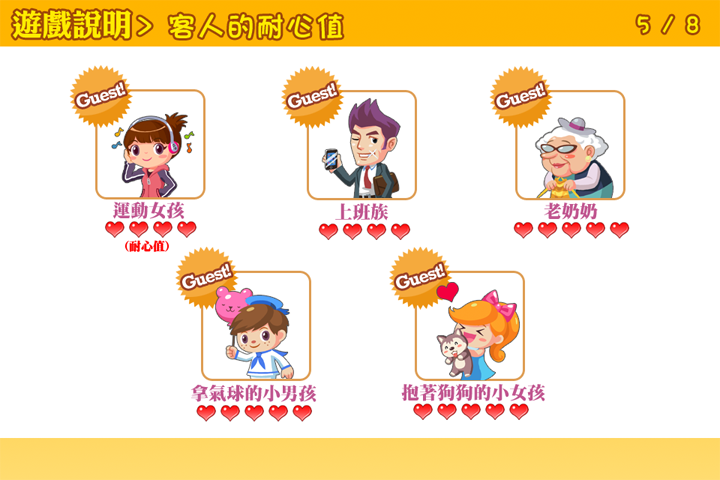 遊戲說明> 客人的耐心值
5 / 8
Guest!
Guest!
Guest!
運動女孩
上班族
老奶奶
(耐心值)
Guest!
Guest!
拿氣球的小男孩
抱著狗狗的小女孩